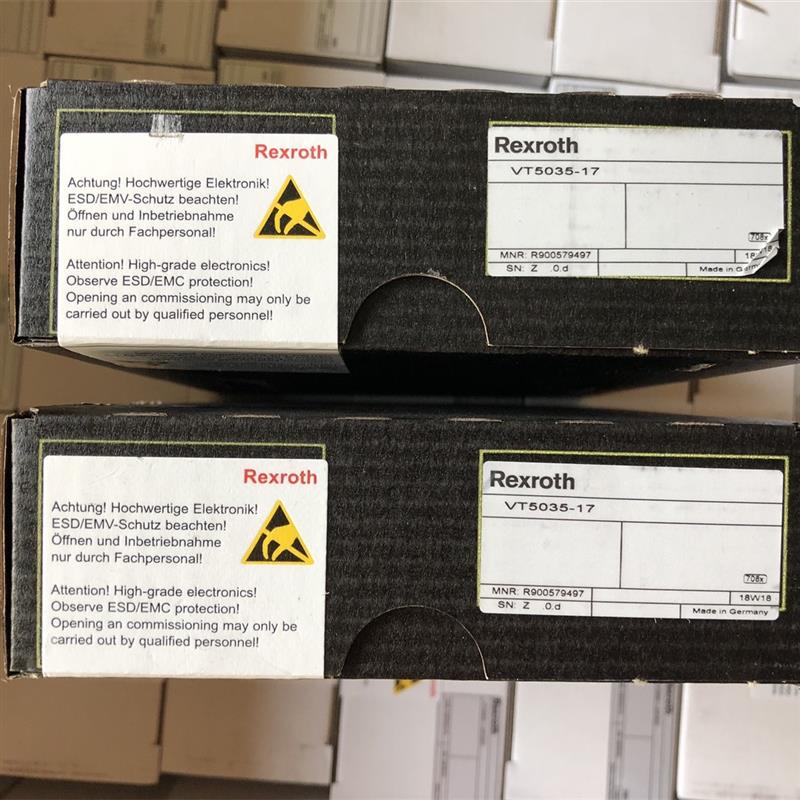 Rexroth
Achtung! Hochwertige Elektronik!
ESD/EMV-Schutz beachten!
Öffnen und Inbetriebnahme
nur durch Fachpersonal!
Attention! High-grade electronics!
Observe ESD/EMC protection!
Opening an commissioning may only be
carried out by qualified personnel!
Rexroth
VT5035-17
708x
MNR: R900579497
18W18
SN: Z .0.d
Made in
Rexroth
Achtung! Hochwertige Elektronik!
ESD/EMV-Schutz beachten!
Öffnen und Inbetriebnahme
nur durch Fachpersonal!
Attention! High-grade electronics!
Observe ESD/EMC protection!
Opening an commissioning may only be
carried out by qualified personnel!
Rexroth
VT5035-17
708x
MNR: R900579497
18W18
SN: Z .0.d
Made in Germany
Rexroth
Rexroth